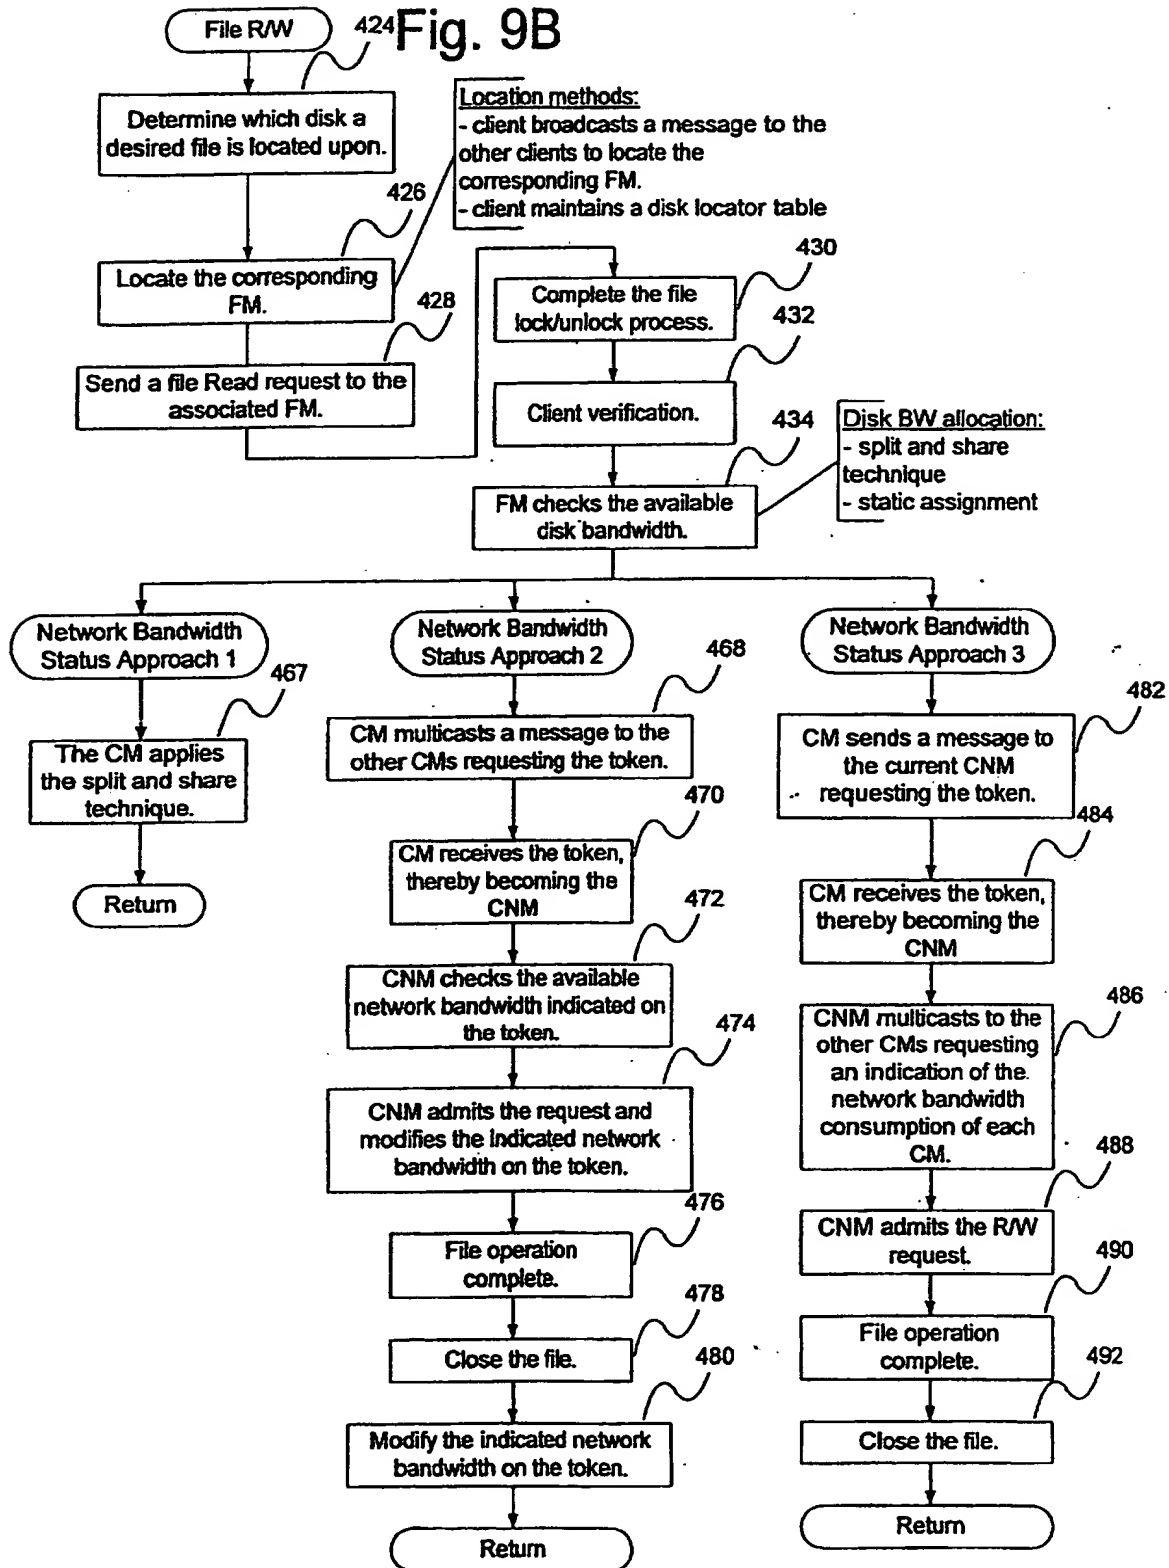 Fig. 9B
File R/W
424
Determine which disk a
desired file is located upon.
Location methods:
- client broadcasts a message to the
other clients to locate the
corresponding FM.
- client maintains a disk locator table
426
Locate the corresponding
FM.
428
Send a file Read request to the
associated FM.
430
Complete the file
lock/unlock process.
432
Client verification.
434
FM checks the available
disk bandwidth.
Disk BW allocation:
- split and share
technique
- static assignment
Network Bandwidth
Status Approach 1
467
The CM applies
the split and share
technique.
Return
Network Bandwidth
Status Approach 2
468
CM multicasts a message to the
other CMs requesting the token.
470
CM receives the token,
thereby becoming the
CNM
472
CNM checks the available
network bandwidth indicated on
the token.
474
CNM admits the request and
modifies the indicated network
bandwidth on the token.
476
File operation
complete.
478
Close the file.
480
Modify the indicated network
bandwidth on the token.
Return
Network Bandwidth
Status Approach 3
482
CM sends a message to
the current CNM
requesting the token.
484
CM receives the token,
thereby becoming the
CNM
486
CNM multicasts to the
other CMs requesting
an indication of the
network bandwidth
consumption of each
CM.
488
CNM admits the R/W
request.
490
File operation
complete.
492
Close the file.
Return